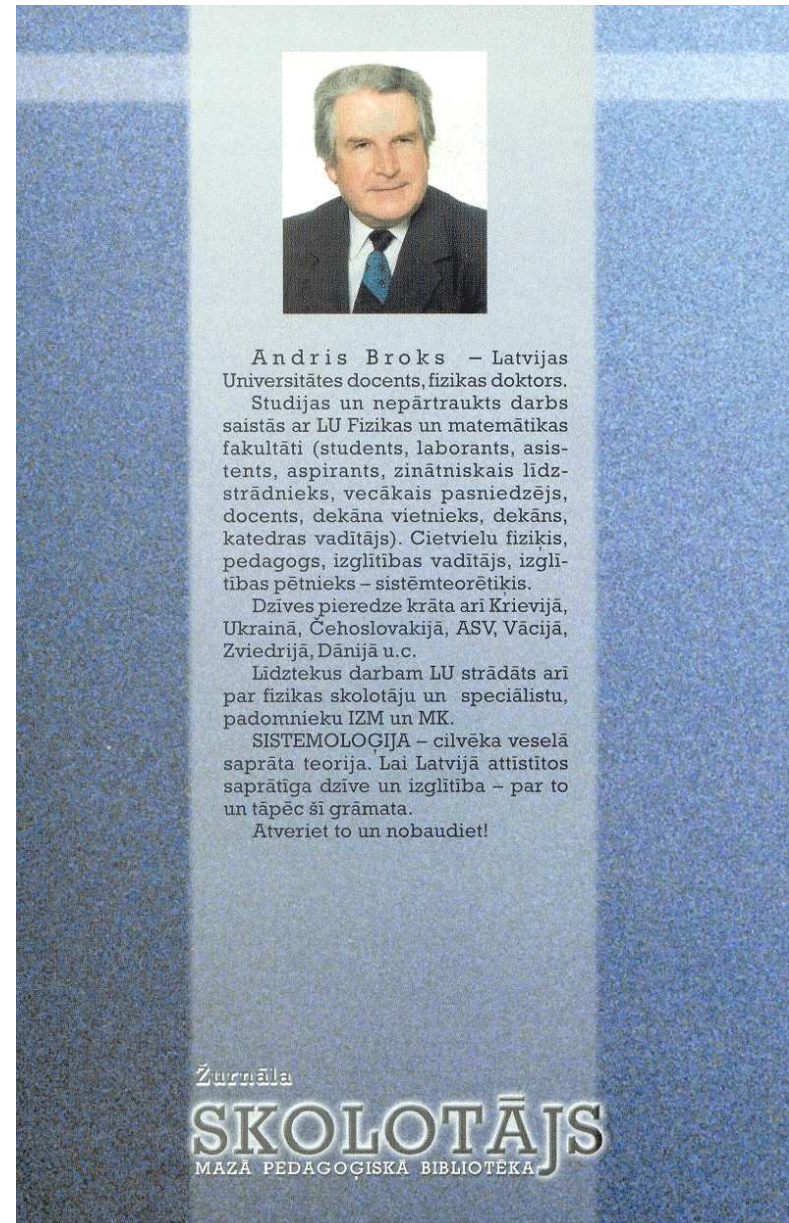 Andris Broks – Latvijas
Universitātes docents, fizikas doktors.
Studijas un nepārtraukts darbs
saistās ar LU Fizikas un matemātikas
fakultāti (students, laborants, asis-
tents, aspirants, zinātniskais līdz-
strādnieks, vecākais pasniedzējs,
docents, dekāna vietnieks, dekāns,
katedras vadītājs). Cietvielu fiziķis,
pedagogs, izglītības vadītājs, izglī-
tības pētnieks – sistēmteorētiķis.
Dzīves pieredze krāta arī Krievijā,
Ukrainā, Čehoslovakijā, ASV, Vācijā,
Zviedrijā, Dānijā u.c.
Līdztekus darbam LU strādāts arī
par fizikas skolotāju un speciālistu,
padomnieku IZM un MK.
SISTEMOLOĢIJA – cilvēka veselā
saprāta teorija. Lai Latvijā attīstītos
saprātīga dzīve un izglītība – par to
un tāpēc šī grāmata.
Atveriet to un nobaudiet!
Žurnāla
SKOLOTĀJS
MAZĀ PEDAGOĢISKĀ BIBLIOTĒKA